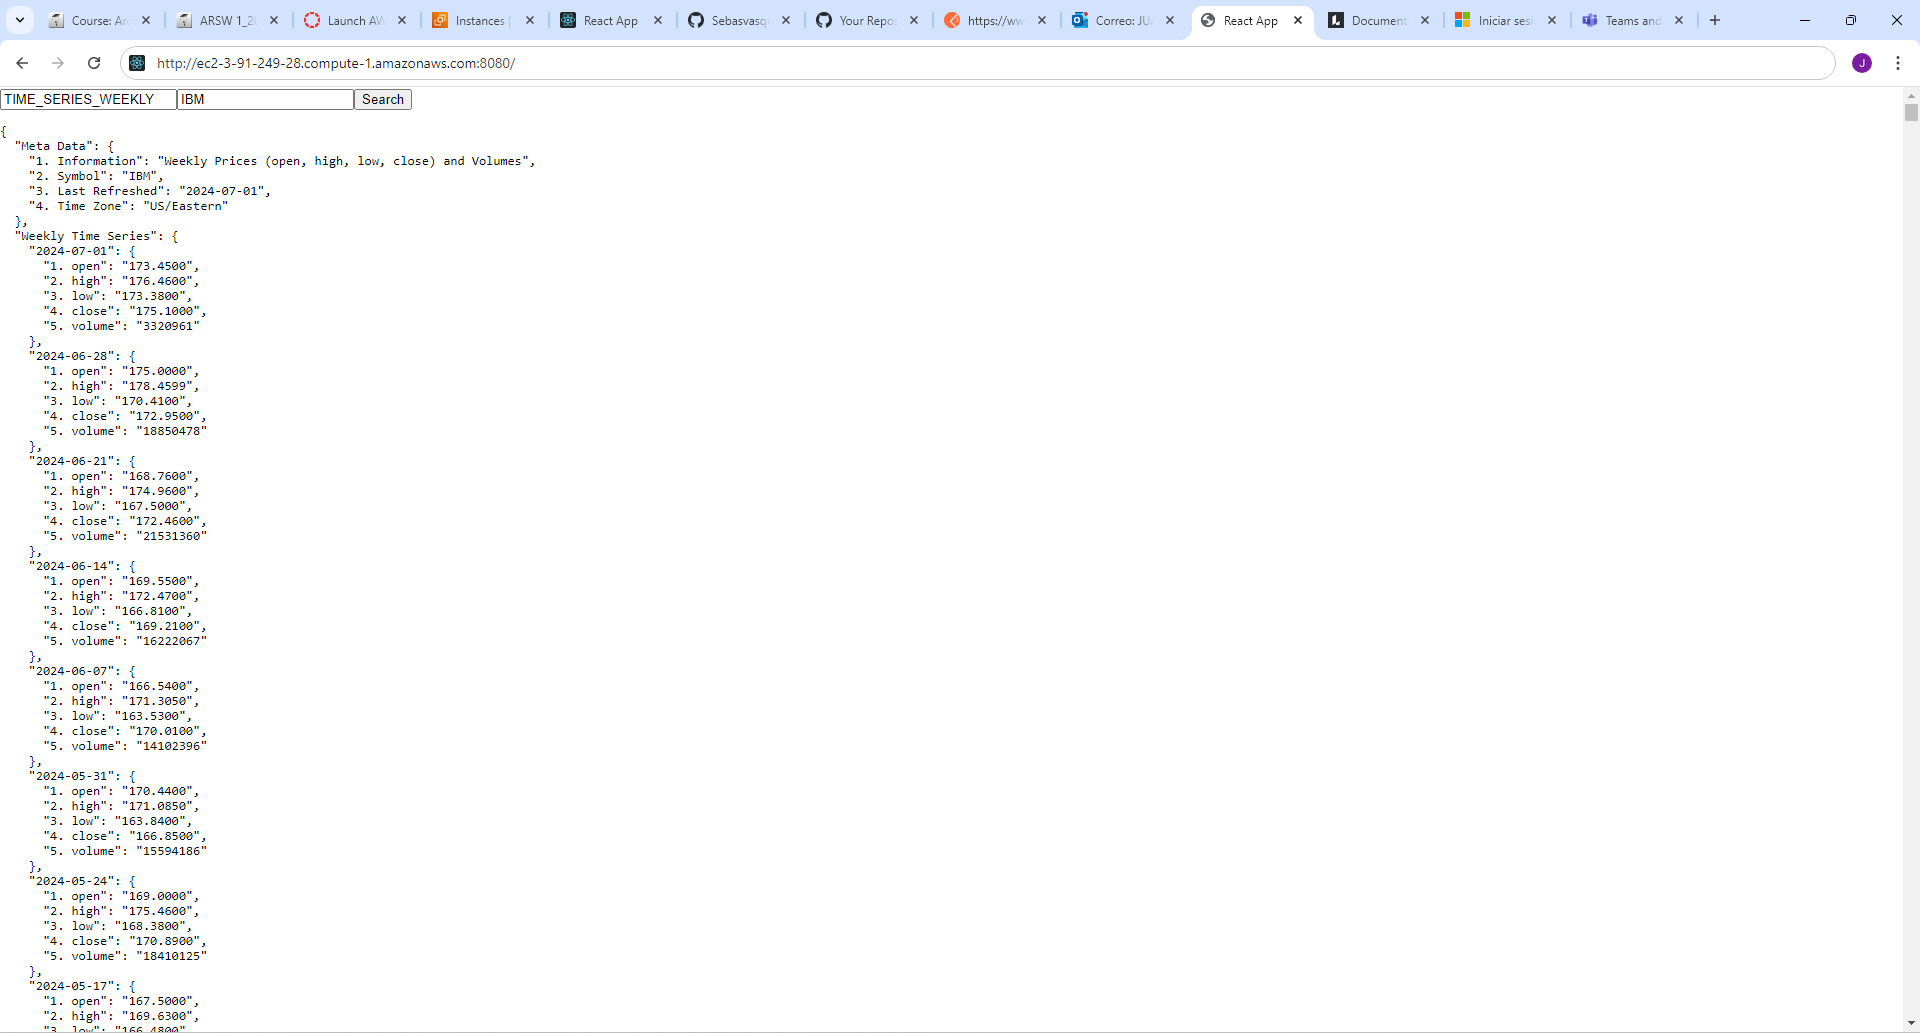 Course: Ar
ARSW 1_20
Launch AW
Instances |
React App
Sebasvasqu
Your Repos
https://ww
Correo: JUA
React App
Document
Iniciar sesi
Teams and
http://ec2-3-91-249-28.compute-1.amazonaws.com:8080/
J
TIME_SERIES_WEEKLY IBM Search
{
"Meta Data": {
"1. Information": "Weekly Prices (open, high, low, close) and Volumes",
"2. Symbol": "IBM",
"3. Last Refreshed": "2024-07-01",
"4. Time Zone": "US/Eastern"
},
"Weekly Time Series": {
"2024-07-01": {
"1. open": "173.4500",
"2. high": "176.4600",
"3. low": "173.3800",
"4. close": "175.1000",
"5. volume": "3320961"
},
"2024-06-28": {
"1. open": "175.0000",
"2. high": "178.4599",
"3. low": "170.4100",
"4. close": "172.9500",
"5. volume": "18850478"
},
"2024-06-21": {
"1. open": "168.7600",
"2. high": "174.9600",
"3. low": "167.5000",
"4. close": "172.4600",
"5. volume": "21531360"
},
"2024-06-14": {
"1. open": "169.5500",
"2. high": "172.4700",
"3. low": "166.8100",
"4. close": "169.2100",
"5. volume": "16222067"
},
"2024-06-07": {
"1. open": "166.5400",
"2. high": "171.3050",
"3. low": "163.5300",
"4. close": "170.0100",
"5. volume": "14102396"
},
"2024-05-31": {
"1. open": "170.4400",
"2. high": "171.0850",
"3. low": "163.8400",
"4. close": "166.8500",
"5. volume": "15594186"
},
"2024-05-24": {
"1. open": "169.0000",
"2. high": "175.4600",
"3. low": "168.3800",
"4. close": "170.8900",
"5. volume": "18410125"
},
"2024-05-17": {
"1. open": "167.5000",
"2. high": "169.6300",
"3. low": "166.4800",